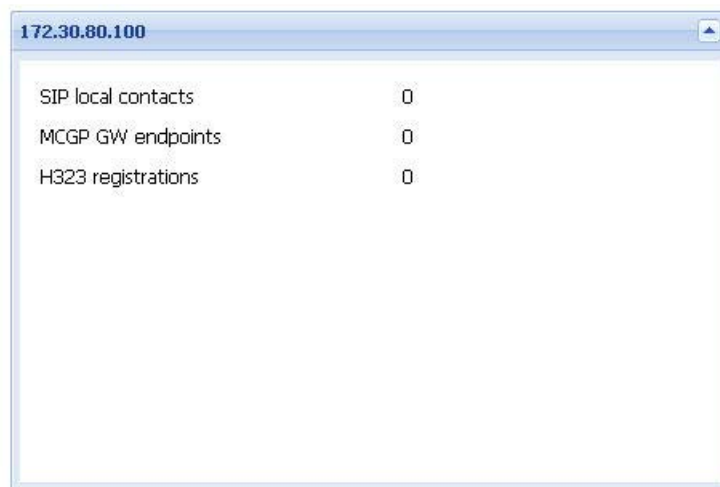 172.30.80.100
SIP local contacts 0
MCGP GW endpoints 0
H323 registrations 0